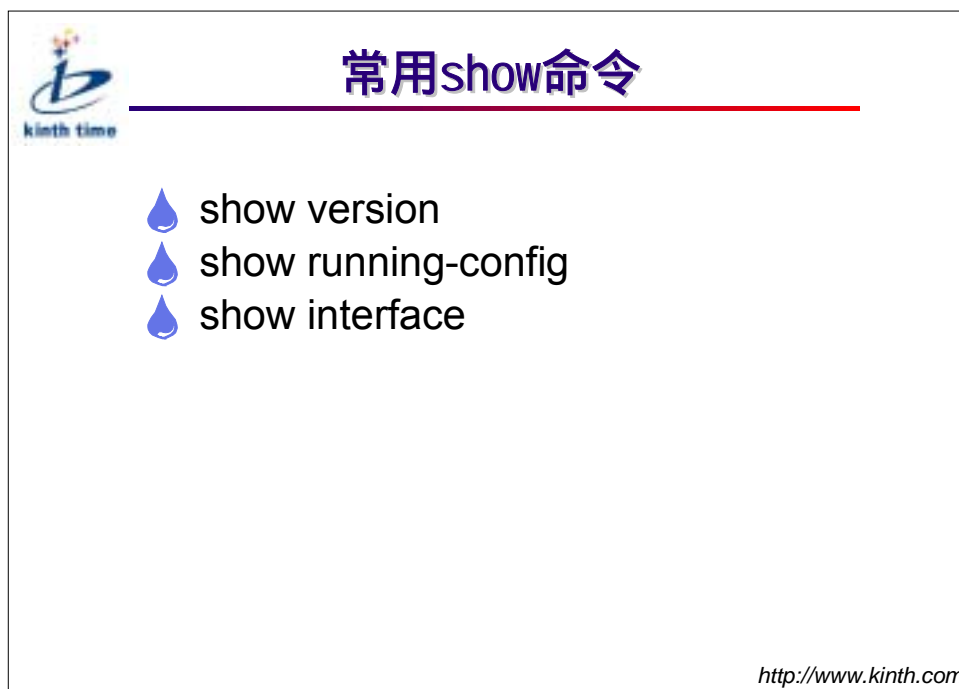 常用show命令
kinth time
show version
show running-config
show interface
http://www.kinth.com